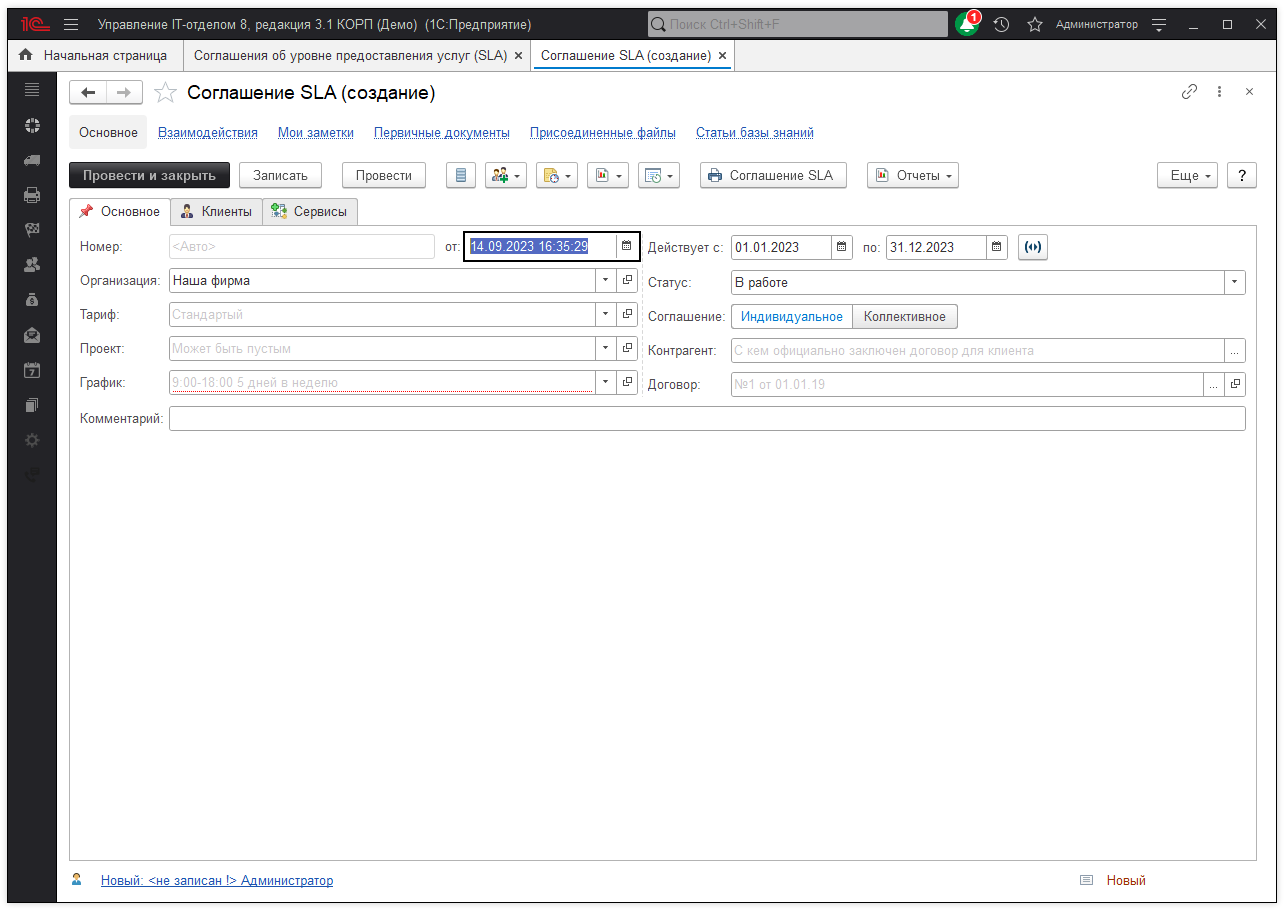 1С Управление IT-отделом 8, редакция 3.1 КОРП (Демо) (1С:Предприятие) Поиск Ctrl+Shift+F 1 Администратор
Начальная страница Соглашения об уровне предоставления услуг (SLA) × Соглашение SLA (создание) ×
Соглашение SLA (создание)
Основное Взаимодействия Мои заметки Первичные документы Присоединенные файлы Статьи базы знаний
Провести и закрыть Записать Провести Соглашение SLA Отчеты Еще ?
Основное Клиенты Сервисы
Номер: <Авто> от: 14.09.2023 16:35:29 Действует с: 01.01.2023 по: 31.12.2023
Организация: Наша фирма Статус: В работе
Тариф: Стандартый Соглашение: Индивидуальное Коллективное
Проект: Может быть пустым Контрагент: С кем официально заключен договор для клиента ...
График: 9:00-18:00 5 дней в неделю Договор: №1 от 01.01.19 ...
Комментарий:
Новый: <не записан !> Администратор Новый